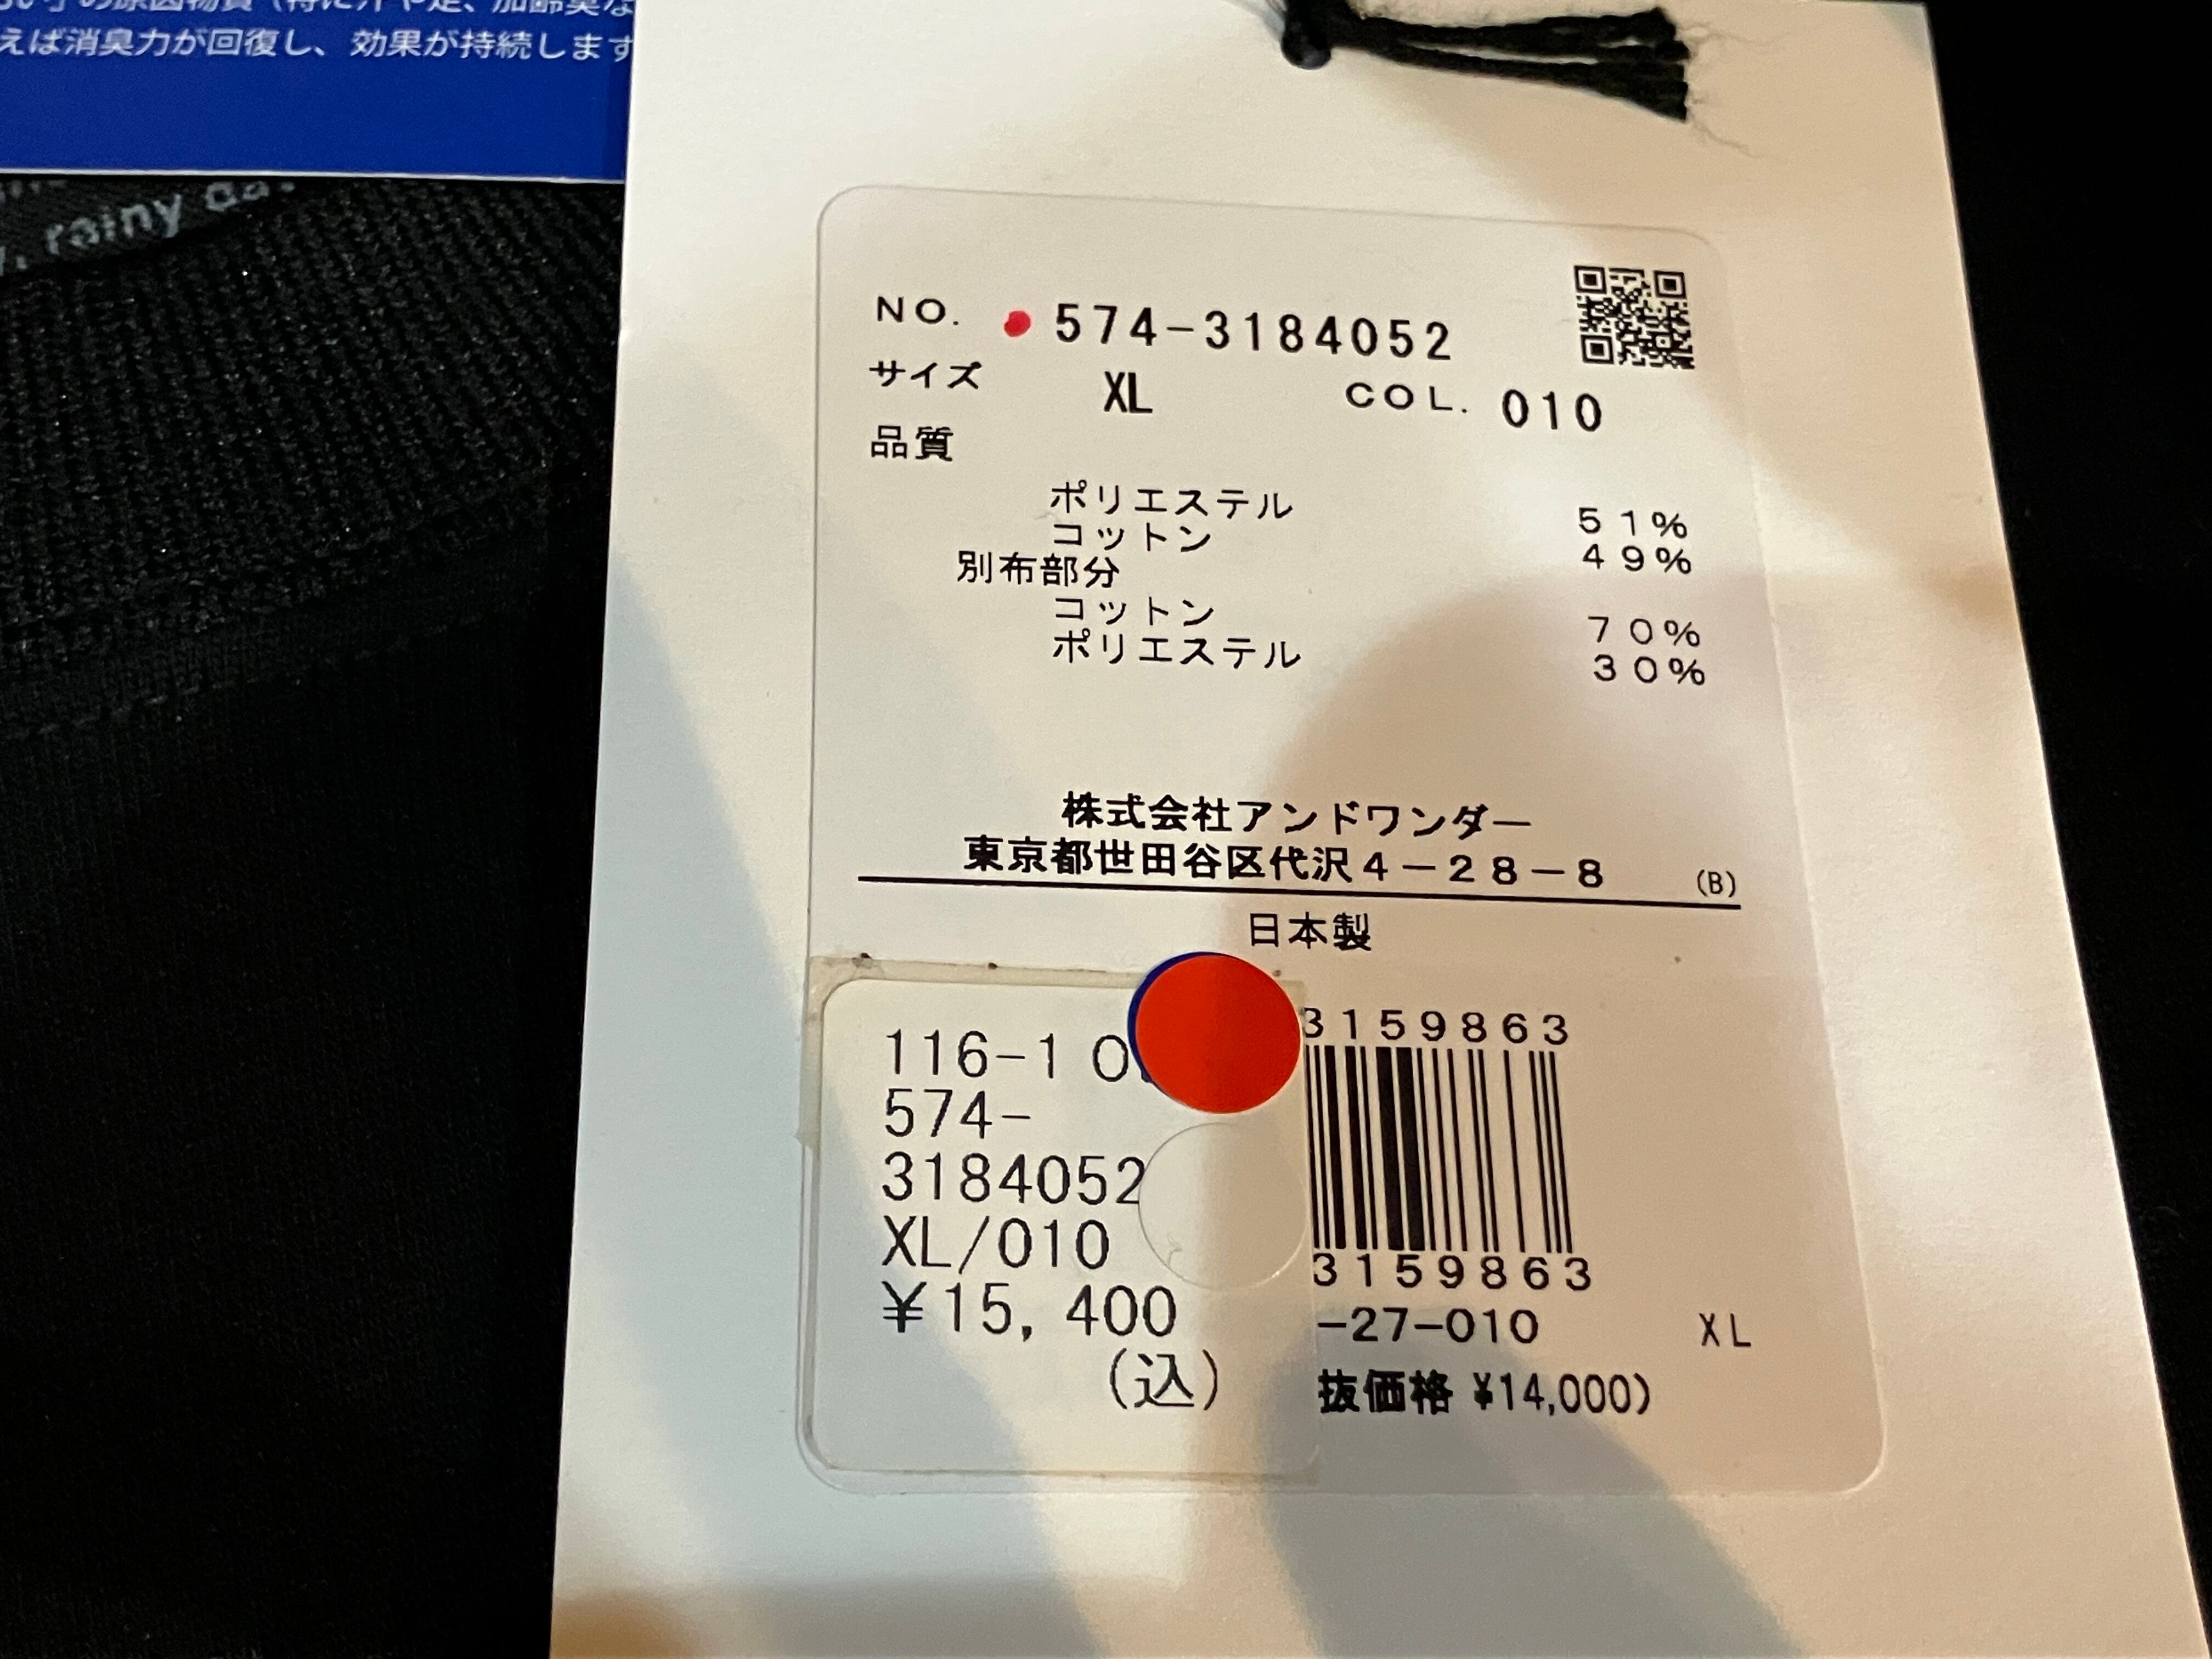 えば消臭力が回復し、効果が持続します
rainy
NO. 574-3184052
サイズ XL COL. 010
品質
ポリエステル 51%
コットン 49%
別布部分
コットン 70%
ポリエステル 30%
株式会社アンドワンダー
東京都世田谷区代沢4-28-8 (B)
日本製
116-1
574-
3184052
XL/010
¥15,400
(込)
3159863
3159863
-27-010 XL
抜価格 ¥14,000)